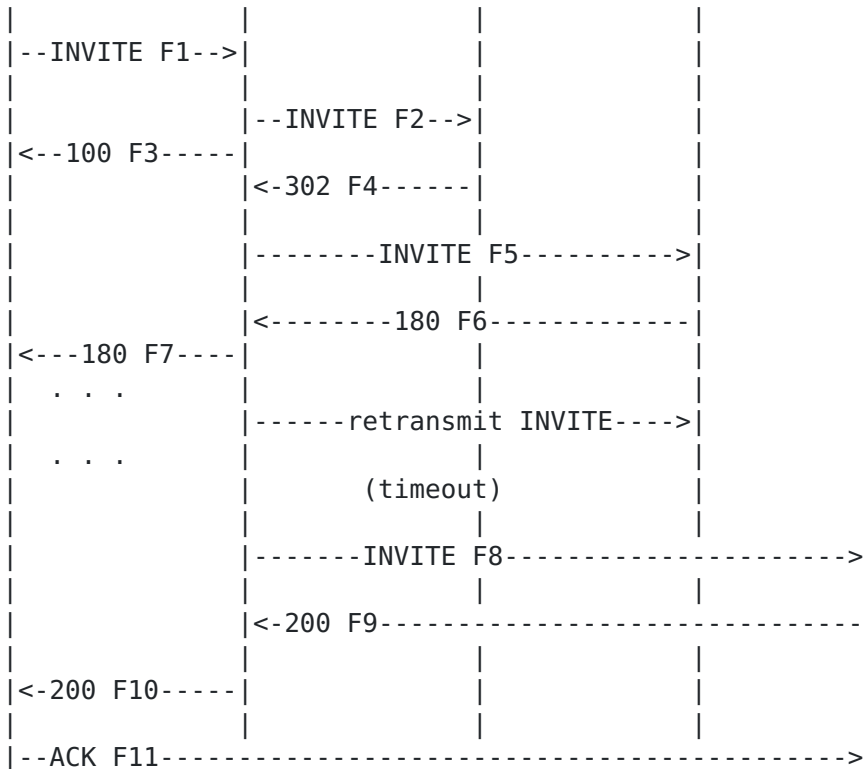 |               |              |             |
|--INVITE F1-->|              |             |
|               |              |             |
|               |--INVITE F2-->|             |
|<--100 F3-----|              |             |
|               |<-302 F4------|             |
|               |              |             |
|               |--------INVITE F5---------->|
|               |              |             |
|               |<--------180 F6-------------|
|<---180 F7----|              |             |
|  . . .        |              |             |
|               |------retransmit INVITE---->|
|  . . .        |              |             |
|               |       (timeout)            |
|               |              |             |
|               |-------INVITE F8---------------------->
|               |              |             |
|               |<-200 F9-------------------------------
|               |              |             |
|<-200 F10-----|              |             |
|               |              |             |
|--ACK F11-------------------------------------------->